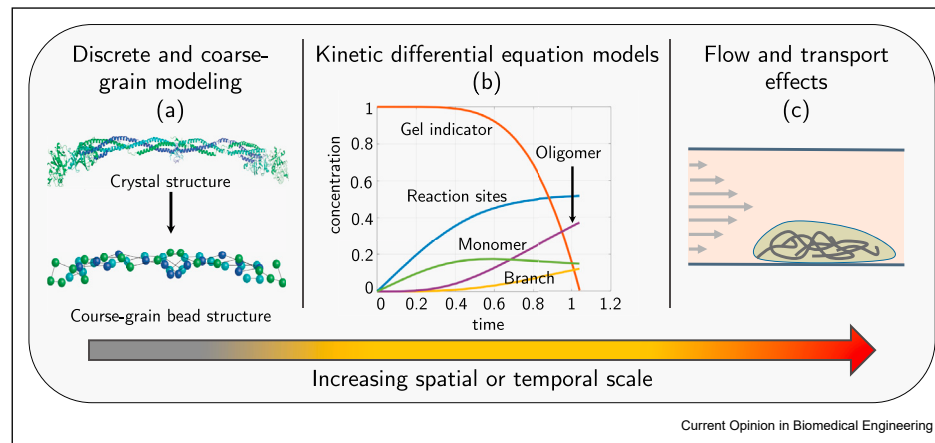 Discrete and coarse-
grain modeling
(a)
Crystal structure
Course-grain bead structure
Kinetic differential equation models
(b)
concentration
1
0.8
0.6
0.4
0.2
0
Gel indicator
Oligomer
Reaction sites
Monomer
Branch
0 0.2 0.4 0.6 0.8 1 1.2
time
Flow and transport
effects
(c)
Increasing spatial or temporal scale
Current Opinion in Biomedical Engineering